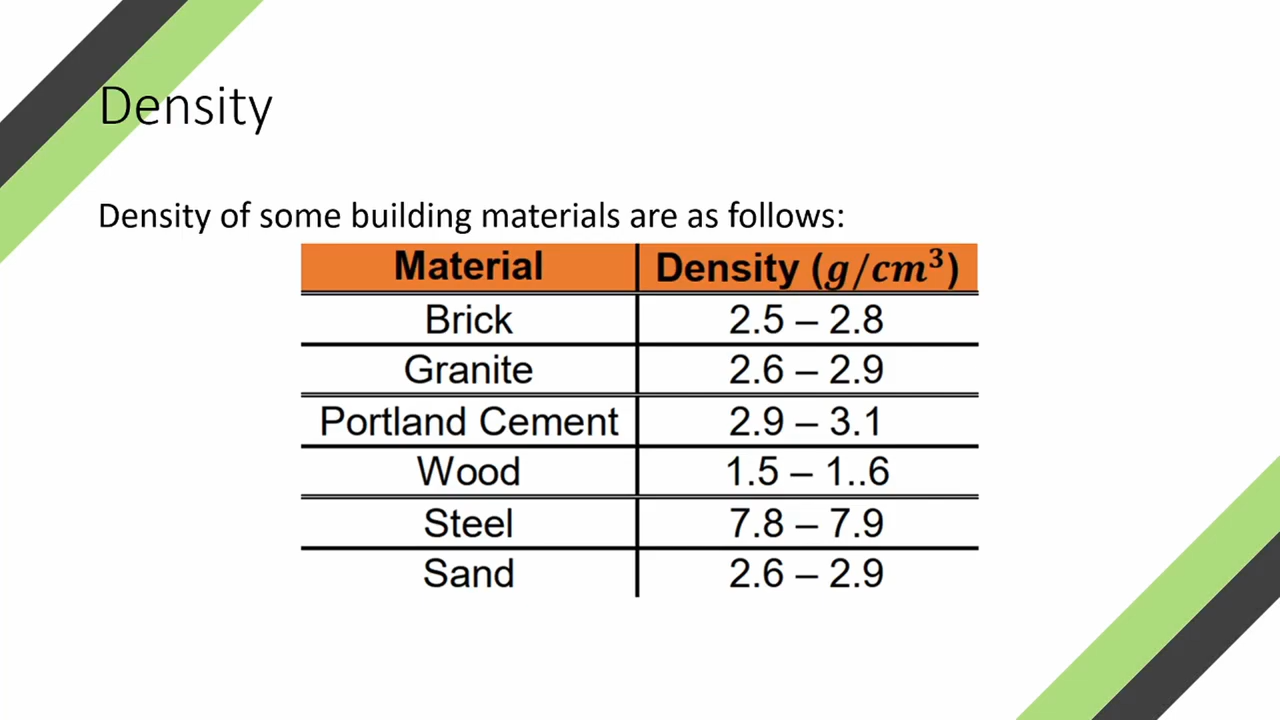 Density
Density of some building materials are as follows:
Material Density (g/cm³)
Brick 2.5 – 2.8
Granite 2.6 – 2.9
Portland Cement 2.9 – 3.1
Wood 1.5 – 1..6
Steel 7.8 – 7.9
Sand 2.6 – 2.9